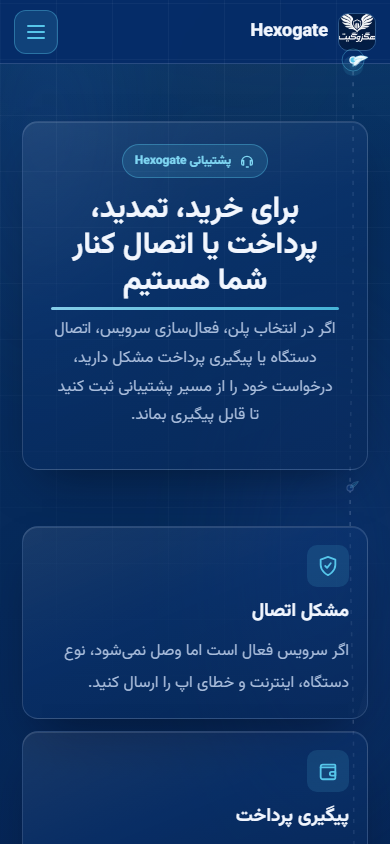 Hexogate
هگزوگیت
پشتیبانی Hexogate
برای خرید، تمدید،
پرداخت یا اتصال کنار
شما هستیم
اگر در انتخاب پلن، فعال‌سازی سرویس، اتصال
دستگاه یا پیگیری پرداخت مشکل دارید،
درخواست خود را از مسیر پشتیبانی ثبت کنید
تا قابل پیگیری بماند.
مشکل اتصال
اگر سرویس فعال است اما وصل نمی‌شود، نوع
دستگاه، اینترنت و خطای اپ را ارسال کنید.
پیگیری پرداخت